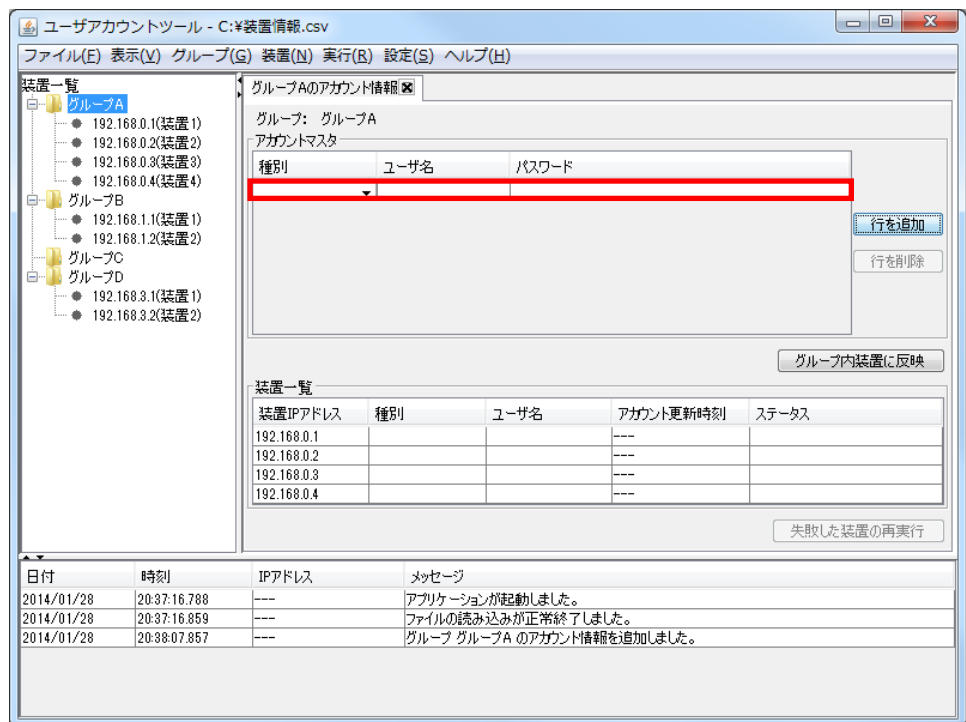 ユーザアカウントツール - C:¥装置情報.csv
ファイル(F) 表示(V) グループ(G) 装置(N) 実行(R) 設定(S) ヘルプ(H)
装置一覧
グループA
192.168.0.1(装置1)
192.168.0.2(装置2)
192.168.0.3(装置3)
192.168.0.4(装置4)
グループB
192.168.1.1(装置1)
192.168.1.2(装置2)
グループC
グループD
192.168.3.1(装置1)
192.168.3.2(装置2)
グループAのアカウント情報
グループ: グループA
アカウントマスタ
種別 ユーザ名 パスワード
行を追加
行を削除
グループ内装置に反映
装置一覧
装置IPアドレス 種別 ユーザ名 アカウント更新時刻 ステータス
192.168.0.1 ---
192.168.0.2 ---
192.168.0.3 ---
192.168.0.4 ---
失敗した装置の再実行
日付 時刻 IPアドレス メッセージ
2014/01/28 20:37:16.788 --- アプリケーションが起動しました。
2014/01/28 20:37:16.859 --- ファイルの読み込みが正常終了しました。
2014/01/28 20:38:07.857 --- グループ グループA のアカウント情報を追加しました。